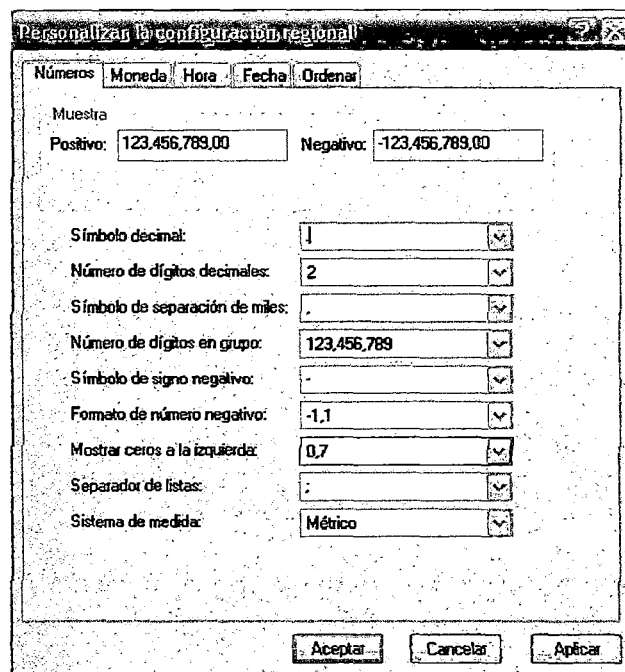 Personalizar la configuración regional
Números Moneda Hora Fecha Ordenar
Muestra
Positivo: 123,456,789,00 Negativo: -123,456,789,00
Símbolo decimal: .
Número de dígitos decimales: 2
Símbolo de separación de miles: ,
Número de dígitos en grupo: 123,456,789
Símbolo de signo negativo: -
Formato de número negativo: -1,1
Mostrar ceros a la izquierda: 0,7
Separador de listas: ;
Sistema de medida: Métrico
Aceptar Cancelar Aplicar